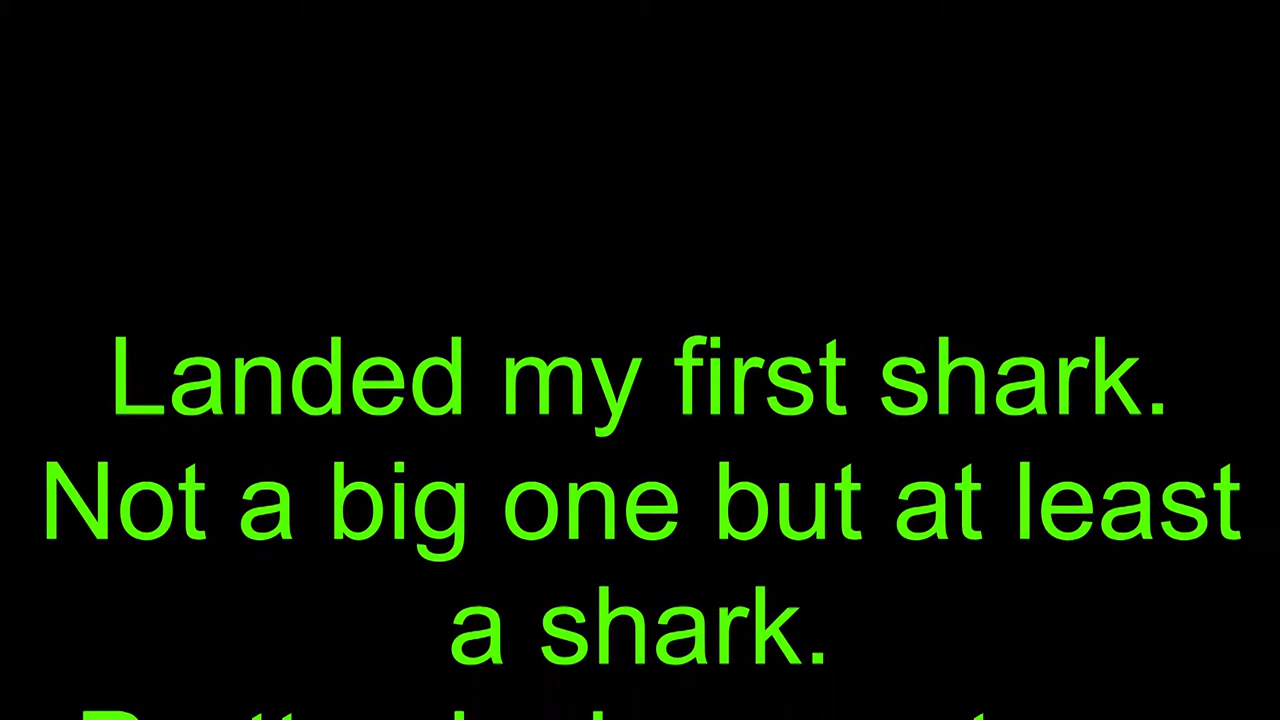 Landed my first shark.
Not a big one but at least
a shark.